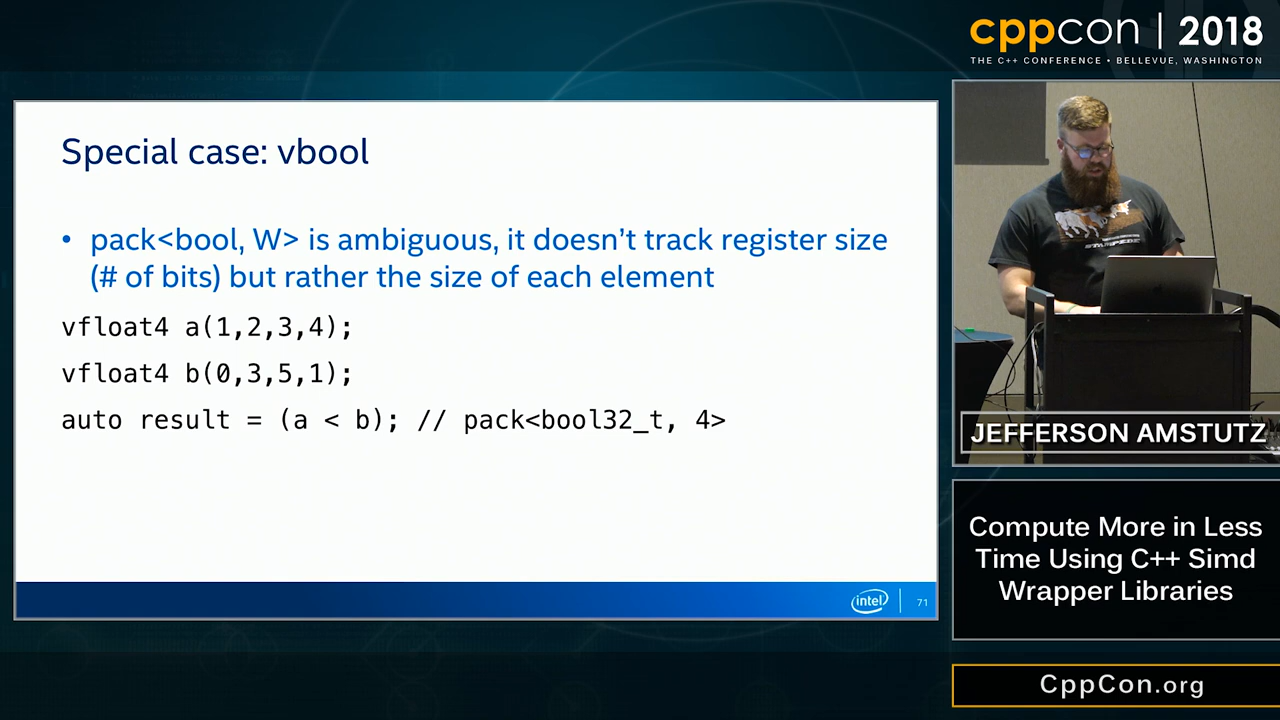 cppcon | 2018
THE C++ CONFERENCE • BELLEVUE, WASHINGTON
Special case: vbool
• pack<bool, W> is ambiguous, it doesn’t track register size
(# of bits) but rather the size of each element
vfloat4 a(1,2,3,4);
vfloat4 b(0,3,5,1);
auto result = (a < b); // pack<bool32_t, 4>
intel
71
JEFFERSON AMSTUTZ
Compute More in Less
Time Using C++ Simd
Wrapper Libraries
CppCon.org